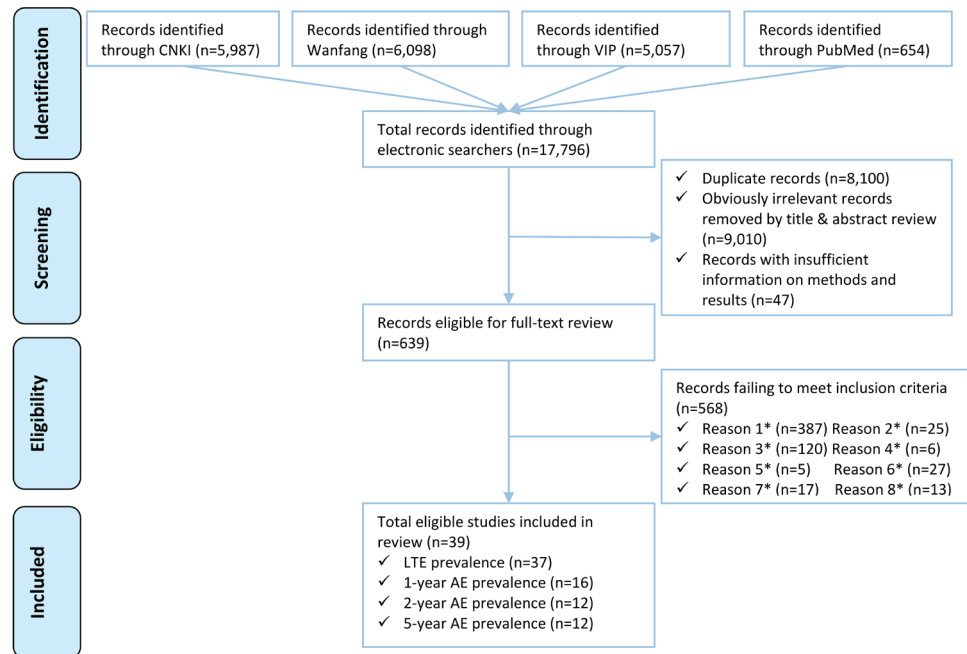 Identification
Records identified
through CNKI (n=5,987)
Records identified through
Wanfang (n=6,098)
Records identified
through VIP (n=5,057)
Records identified
through PubMed (n=654)
Total records identified through
electronic searchers (n=17,796)
Screening
✓ Duplicate records (n=8,100)
✓ Obviously irrelevant records
removed by title & abstract review
(n=9,010)
✓ Records with insufficient
information on methods and
results (n=47)
Records eligible for full-text review
(n=639)
Eligibility
Records failing to meet inclusion criteria
(n=568)
✓ Reason 1* (n=387) Reason 2* (n=25)
✓ Reason 3* (n=120) Reason 4* (n=6)
✓ Reason 5* (n=5) Reason 6* (n=27)
✓ Reason 7* (n=17) Reason 8* (n=13)
Included
Total eligible studies included in
review (n=39)
✓ LTE prevalence (n=37)
✓ 1-year AE prevalence (n=16)
✓ 2-year AE prevalence (n=12)
✓ 5-year AE prevalence (n=12)